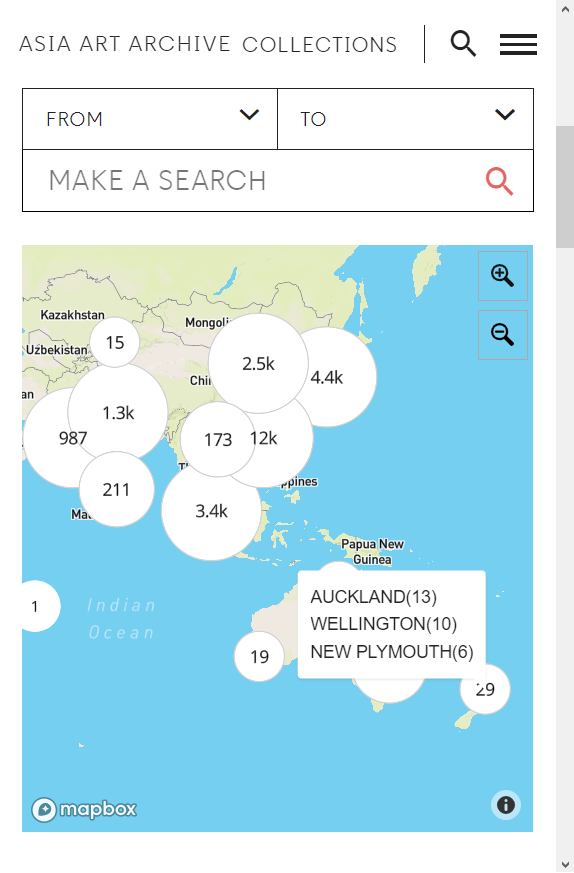 ASIA ART ARCHIVE COLLECTIONS
FROM
TO
MAKE A SEARCH
Kazakhstan
15
Mongoli
Uzbekistan
2.5k
4.4k
Chi
an
1.3k
987
173
12k
211
ppines
Ma
3.4k
Papua New
Guinea
AUCKLAND(13)
WELLINGTON(10)
NEW PLYMOUTH(6)
1
Indian
Ocean
19
29
mapbox